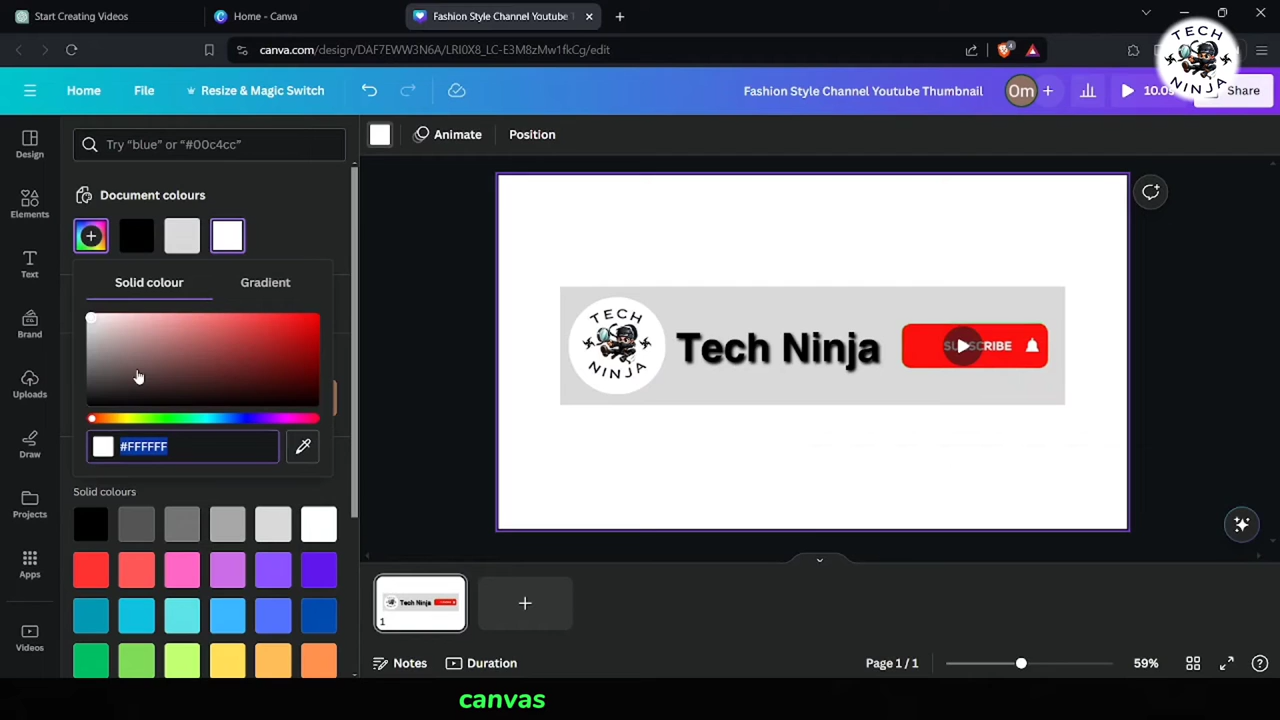 Start Creating Videos
Home - Canva
Fashion Style Channel Youtube T
canva.com/design/DAF7EWW3N6A/LRI0X8_LC-E3M8zMw1fkCg/edit
4
TECH
NINJA
Home
File
Resize & Magic Switch
Fashion Style Channel Youtube Thumbnail
Om
10.0
Share
Design
Elements
Text
Brand
Uploads
Draw
Projects
Apps
Videos
Try “blue” or “#00c4cc”
Animate
Position
Document colours
Solid colour
Gradient
#FFFFFF
Solid colours
TECH
NINJA
Tech Ninja
SUBSCRIBE
Tech Ninja
1
Notes
Duration
Page 1 / 1
59%
canvas